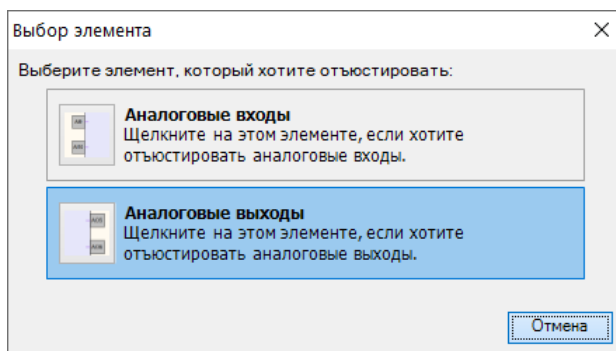 Выбор элемента
Выберите элемент, который хотите отъюстировать:
Аналоговые входы
Щелкните на этом элементе, если хотите
отъюстировать аналоговые входы.
Аналоговые выходы
Щелкните на этом элементе, если хотите
отъюстировать аналоговые выходы.
Отмена